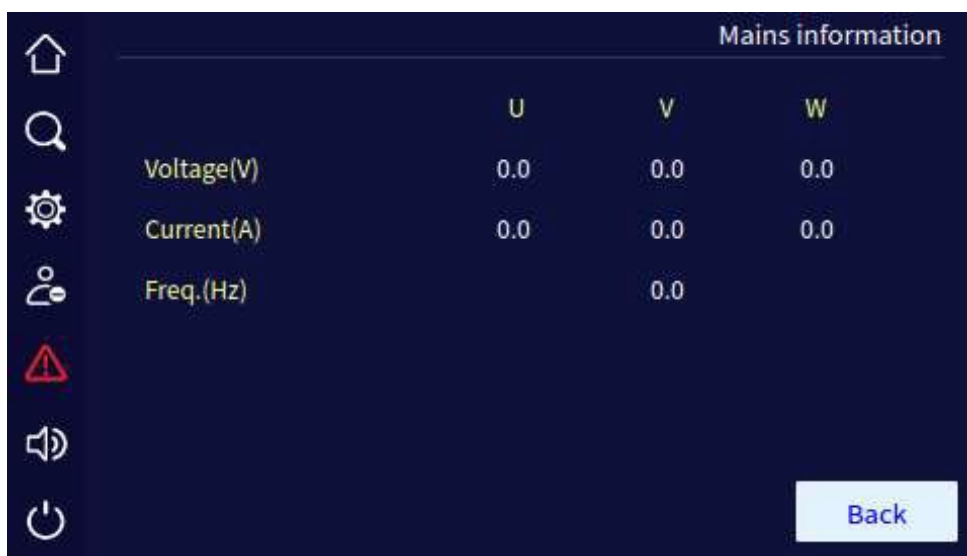 Mains information
U V W
Voltage(V) 0.0 0.0 0.0
Current(A) 0.0 0.0 0.0
Freq.(Hz) 0.0
Back